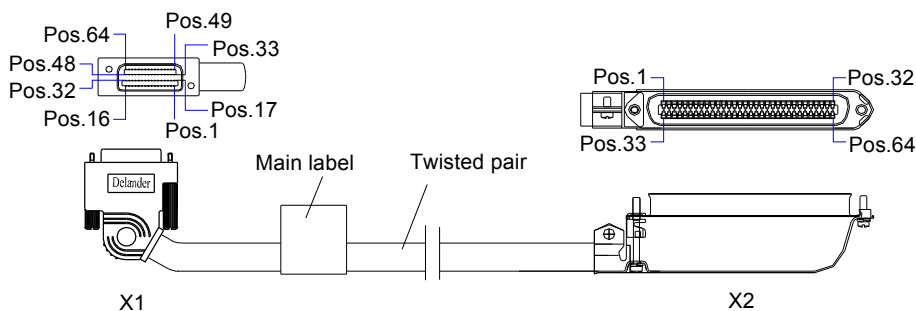 Pos.49
Pos.64
Pos.33
Pos.48
Pos.32
Pos.17
Pos.16
Pos.1
Pos.1
Pos.32
Pos.33
Pos.64
Main label
Twisted pair
Delander
X1
X2